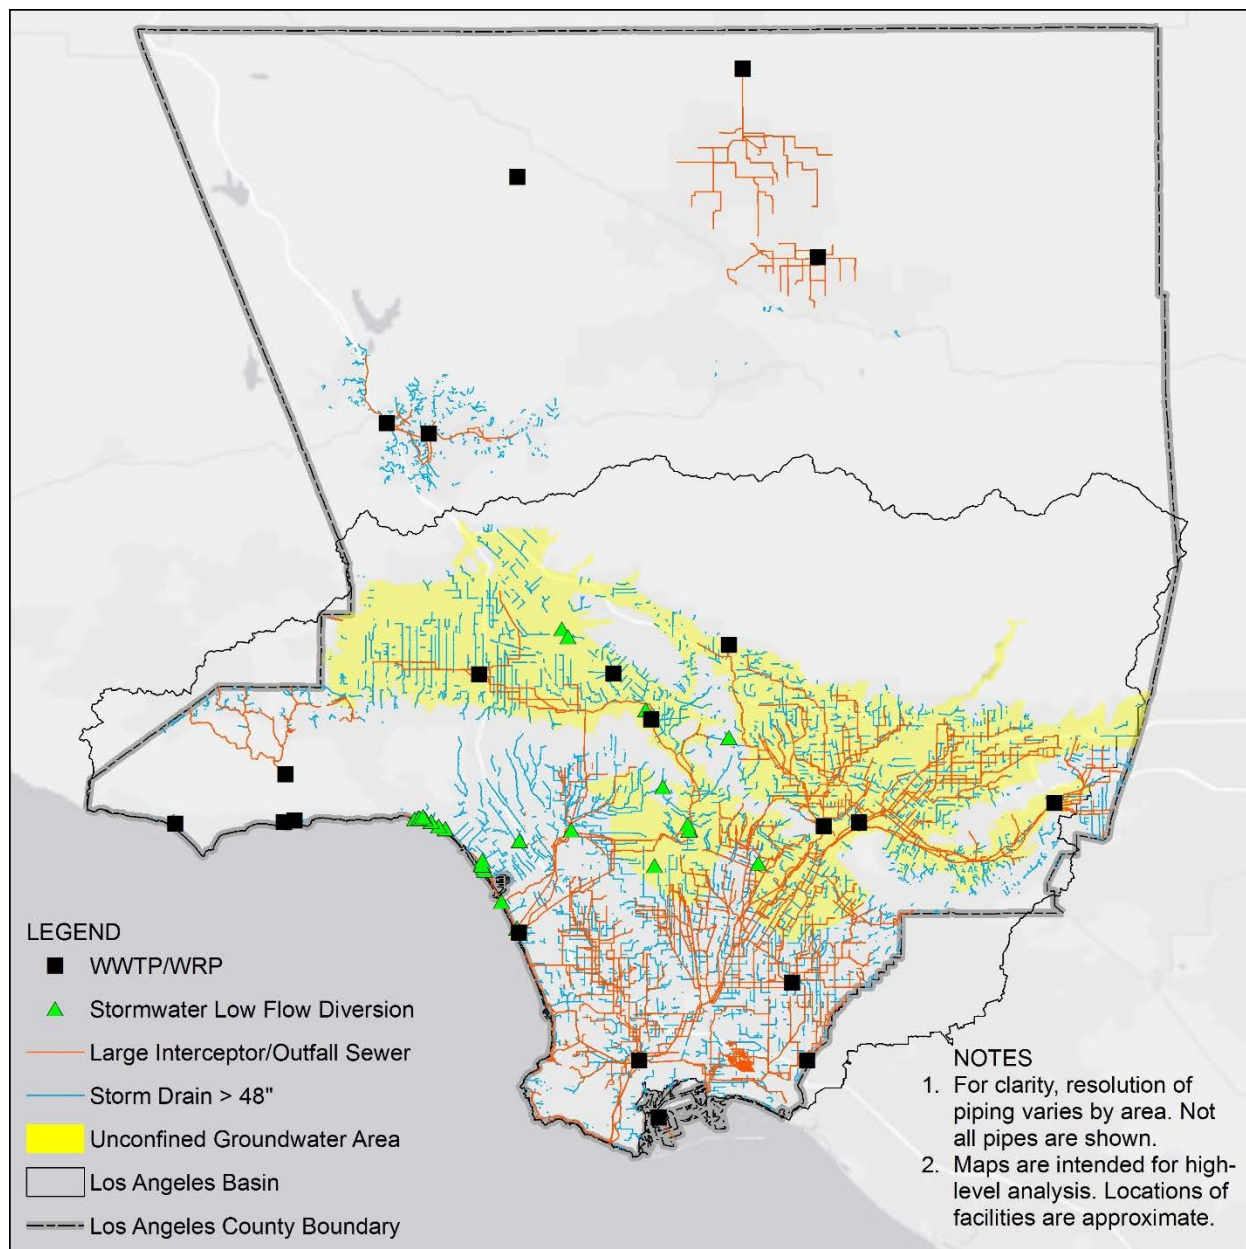 LEGEND
WWTP/WRP
Stormwater Low Flow Diversion
Large Interceptor/Outfall Sewer
Storm Drain > 48"
Unconfined Groundwater Area
Los Angeles Basin
Los Angeles County Boundary
NOTES
1. For clarity, resolution of
piping varies by area. Not
all pipes are shown.
2. Maps are intended for high-
level analysis. Locations of
facilities are approximate.